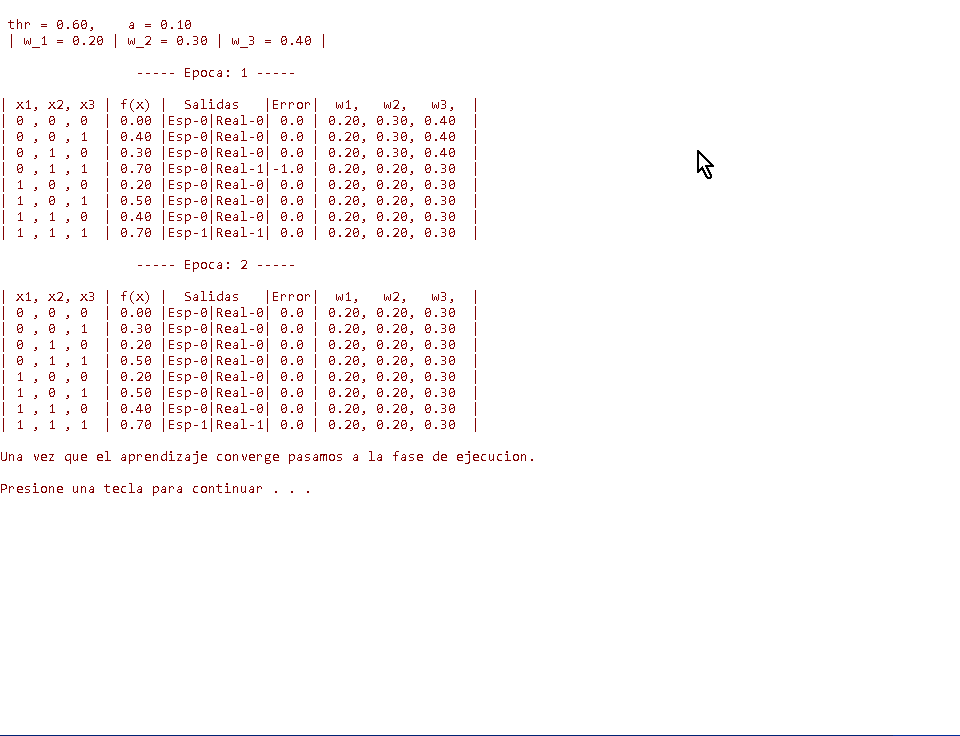 thr = 0.60,    a = 0.10
| w_1 = 0.20 | w_2 = 0.30 | w_3 = 0.40 |
----- Epoca: 1 -----
| x1, x2, x3 | f(x) |  Salidas   |Error|  w1,   w2,   w3,  |
| 0 , 0 , 0  | 0.00 |Esp-0|Real-0| 0.0 | 0.20, 0.30, 0.40  |
| 0 , 0 , 1  | 0.40 |Esp-0|Real-0| 0.0 | 0.20, 0.30, 0.40  |
| 0 , 1 , 0  | 0.30 |Esp-0|Real-0| 0.0 | 0.20, 0.30, 0.40  |
| 0 , 1 , 1  | 0.70 |Esp-0|Real-1|-1.0 | 0.20, 0.20, 0.30  |
| 1 , 0 , 0  | 0.20 |Esp-0|Real-0| 0.0 | 0.20, 0.20, 0.30  |
| 1 , 0 , 1  | 0.50 |Esp-0|Real-0| 0.0 | 0.20, 0.20, 0.30  |
| 1 , 1 , 0  | 0.40 |Esp-0|Real-0| 0.0 | 0.20, 0.20, 0.30  |
| 1 , 1 , 1  | 0.70 |Esp-1|Real-1| 0.0 | 0.20, 0.20, 0.30  |
----- Epoca: 2 -----
| x1, x2, x3 | f(x) |  Salidas   |Error|  w1,   w2,   w3,  |
| 0 , 0 , 0  | 0.00 |Esp-0|Real-0| 0.0 | 0.20, 0.20, 0.30  |
| 0 , 0 , 1  | 0.30 |Esp-0|Real-0| 0.0 | 0.20, 0.20, 0.30  |
| 0 , 1 , 0  | 0.20 |Esp-0|Real-0| 0.0 | 0.20, 0.20, 0.30  |
| 0 , 1 , 1  | 0.50 |Esp-0|Real-0| 0.0 | 0.20, 0.20, 0.30  |
| 1 , 0 , 0  | 0.20 |Esp-0|Real-0| 0.0 | 0.20, 0.20, 0.30  |
| 1 , 0 , 1  | 0.50 |Esp-0|Real-0| 0.0 | 0.20, 0.20, 0.30  |
| 1 , 1 , 0  | 0.40 |Esp-0|Real-0| 0.0 | 0.20, 0.20, 0.30  |
| 1 , 1 , 1  | 0.70 |Esp-1|Real-1| 0.0 | 0.20, 0.20, 0.30  |
Una vez que el aprendizaje converge pasamos a la fase de ejecucion.
Presione una tecla para continuar . . .